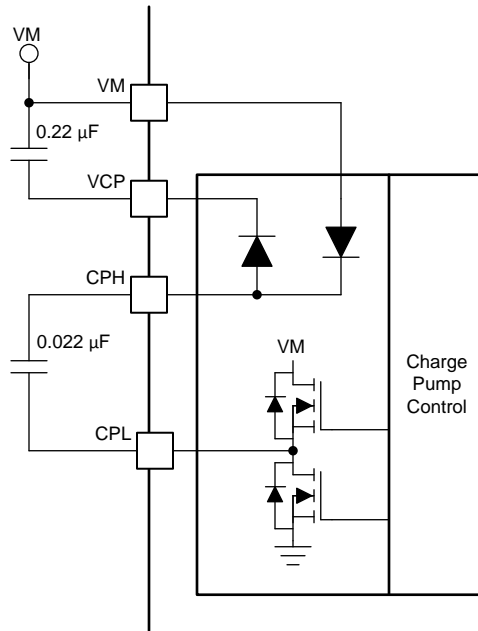 VM
VM
0.22 µF
VCP
CPH
0.022 µF
VM
Charge
Pump
Control
CPL